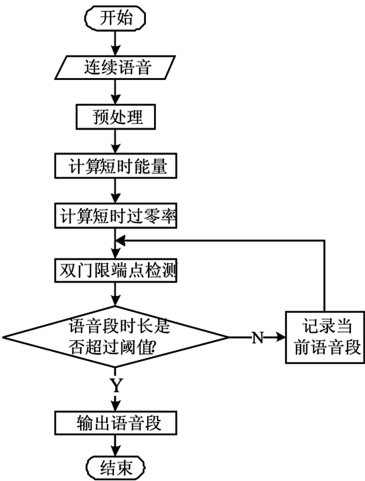 开始
连续语音
预处理
计算短时能量
计算短时过零率
双门限端点检测
语音段时长是
否超过阈值?
N
记录当
前语音段
Y
输出语音段
结束